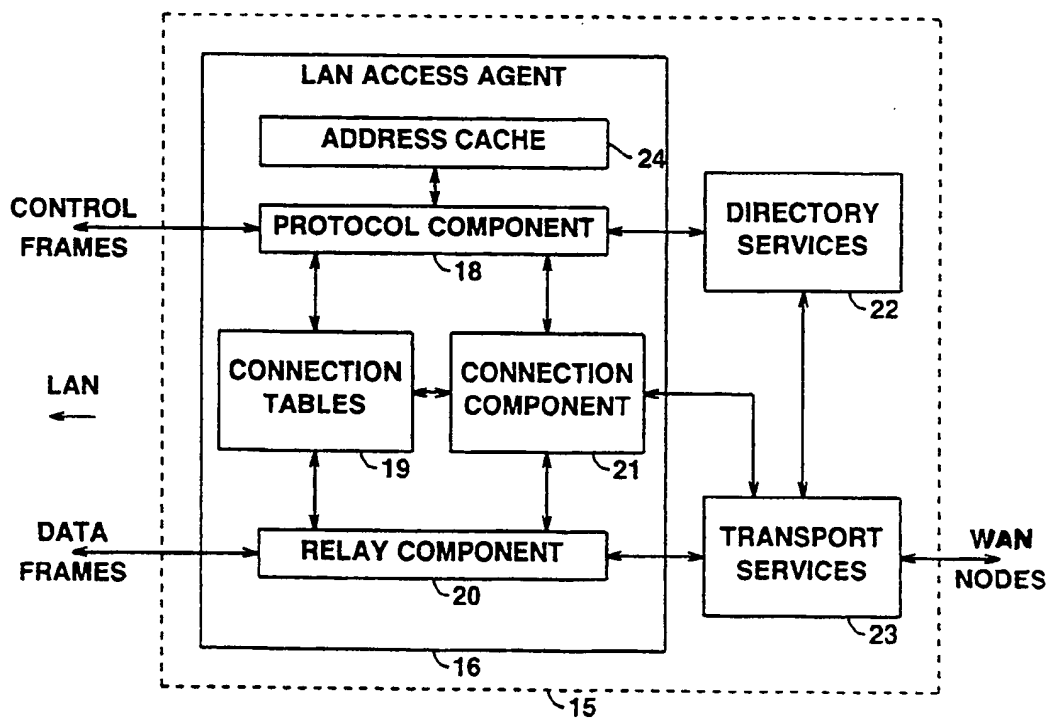 LAN ACCESS AGENT
ADDRESS CACHE
24
CONTROL
FRAMES
PROTOCOL COMPONENT
18
DIRECTORY
SERVICES
22
LAN
CONNECTION
TABLES
19
CONNECTION
COMPONENT
21
DATA
FRAMES
RELAY COMPONENT
20
TRANSPORT
SERVICES
23
WAN
NODES
16
15